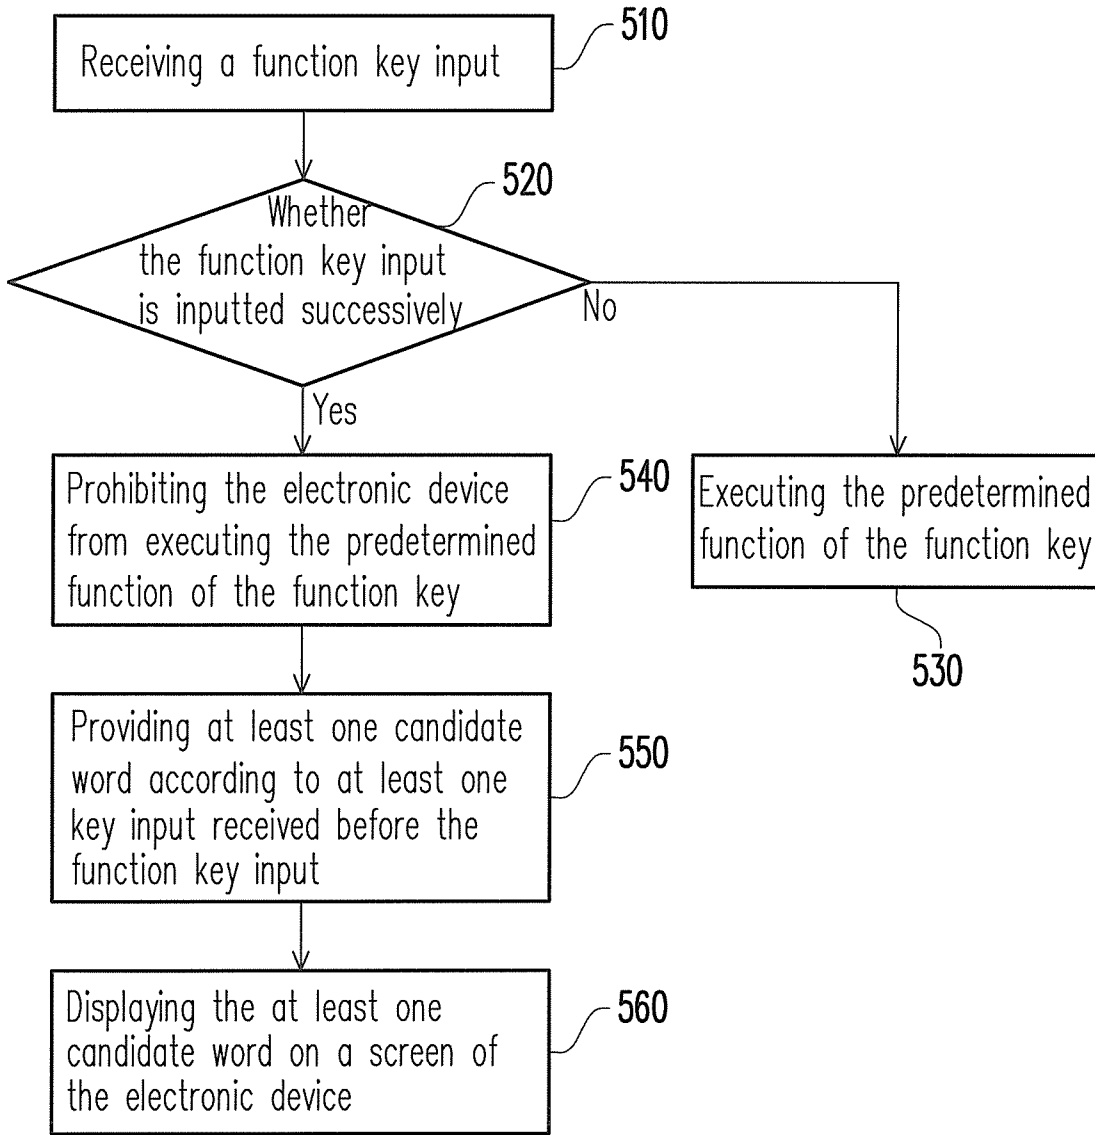 510
Receiving a function key input
520
Whether
the function key input
is inputted successively
No
Yes
540
Prohibiting the electronic device
from executing the predetermined
function of the function key
Executing the predetermined
function of the function key
530
550
Providing at least one candidate
word according to at least one
key input received before the
function key input
560
Displaying the at least one
candidate word on a screen of
the electronic device